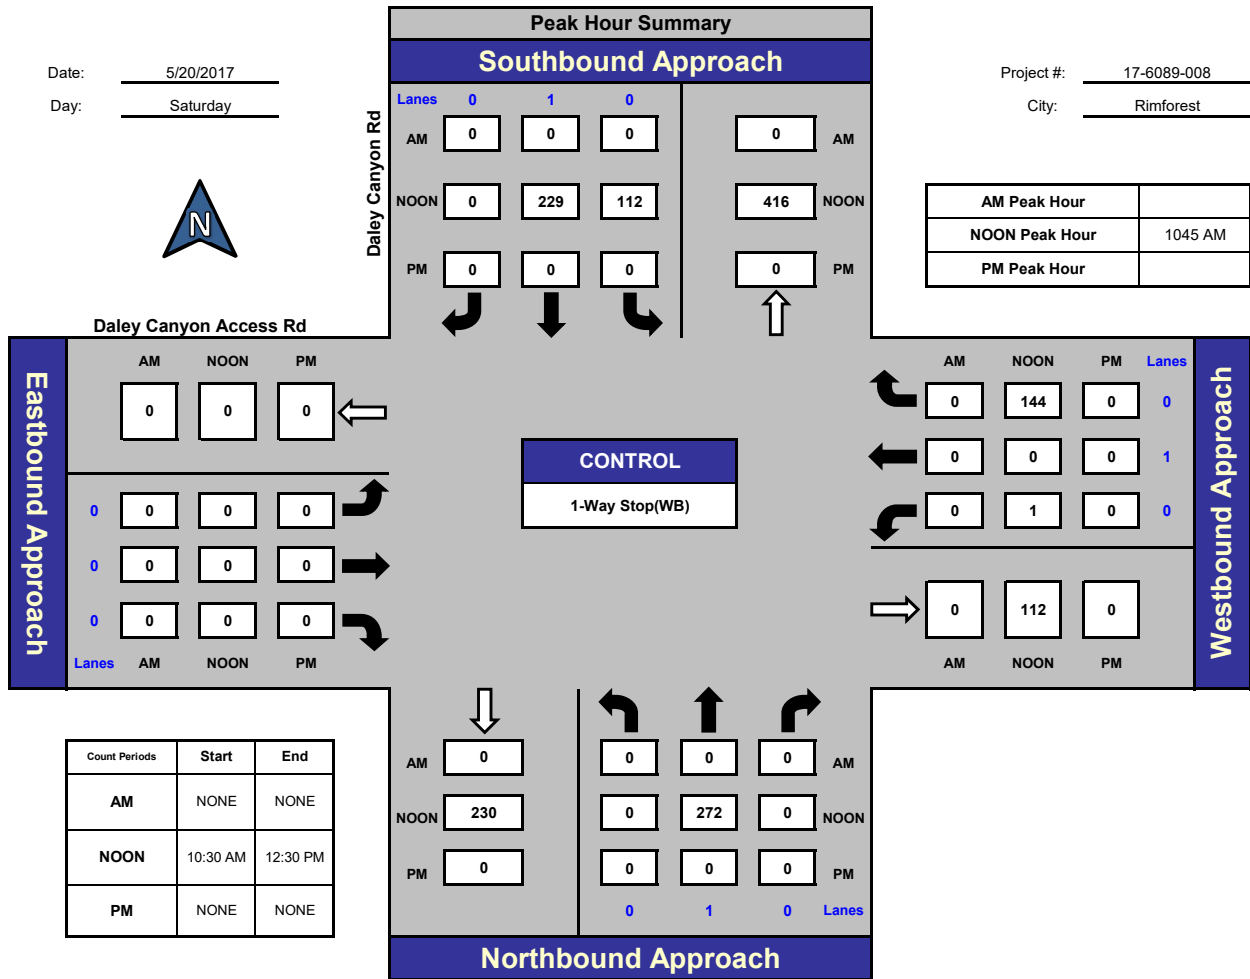 Peak Hour Summary
Southbound Approach
Date: 5/20/2017
Day: Saturday
Project #: 17-6089-008
City: Rimforest
N
Daley Canyon Rd
Lanes 0 1 0
AM 0 0 0 0 AM
NOON 0 229 112 416 NOON
PM 0 0 0 0 PM
AM Peak Hour
NOON Peak Hour 1045 AM
PM Peak Hour
Daley Canyon Access Rd
Eastbound Approach
AM NOON PM
0 0 0
0 0 0 0
0 0 0 0
0 0 0 0
Lanes AM NOON PM
CONTROL
1-Way Stop(WB)
AM NOON PM Lanes
0 144 0 0
0 0 0 1
0 1 0 0
0 112 0
AM NOON PM
Westbound Approach
Count Periods Start End
AM NONE NONE
NOON 10:30 AM 12:30 PM
PM NONE NONE
AM 0 0 0 0 AM
NOON 230 0 272 0 NOON
PM 0 0 0 0 PM
0 1 0 Lanes
Northbound Approach